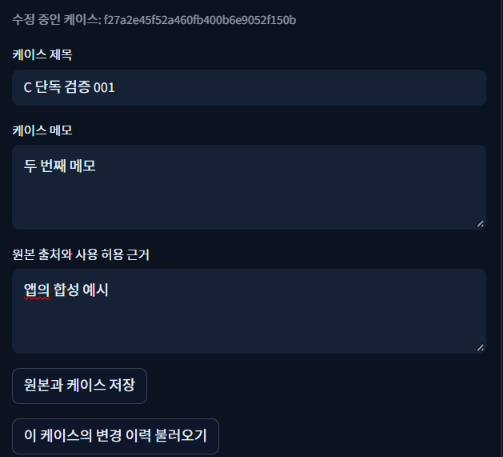 수정 중인 케이스: f27a2e45f52a460fb400b6e9052f150b
케이스 제목
C 단독 검증 001
케이스 메모
두 번째 메모
원본 출처와 사용 허용 근거
앱의 합성 예시
원본과 케이스 저장
이 케이스의 변경 이력 불러오기